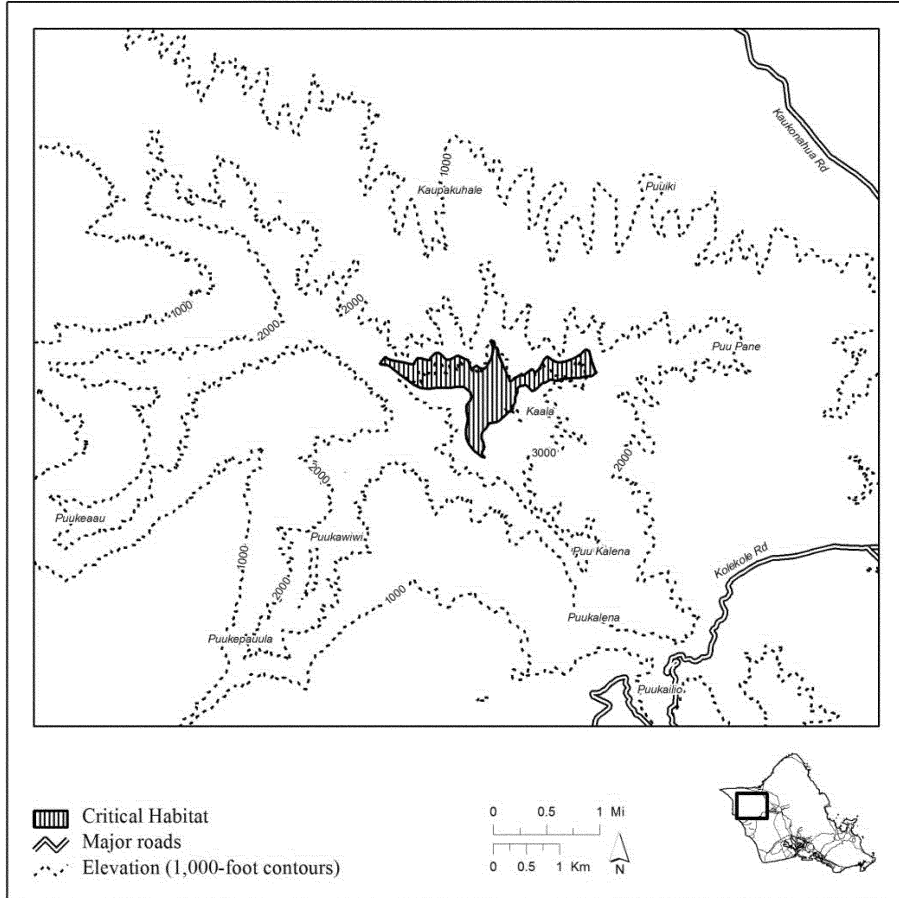 Kaukonahua Rd
1000
Kaupakuhale
Puuiki
1000
2000
2000
Puu Pane
Kaala
3000
2000
2000
Puukeaau
Puukawiwi
1000
Puu Kalena
Kolekole Rd
2000
1000
Puukalena
Puukepauula
Puukailio
Critical Habitat
Major roads
Elevation (1,000-foot contours)
0 0.5 1 Mi
0 0.5 1 Km
N